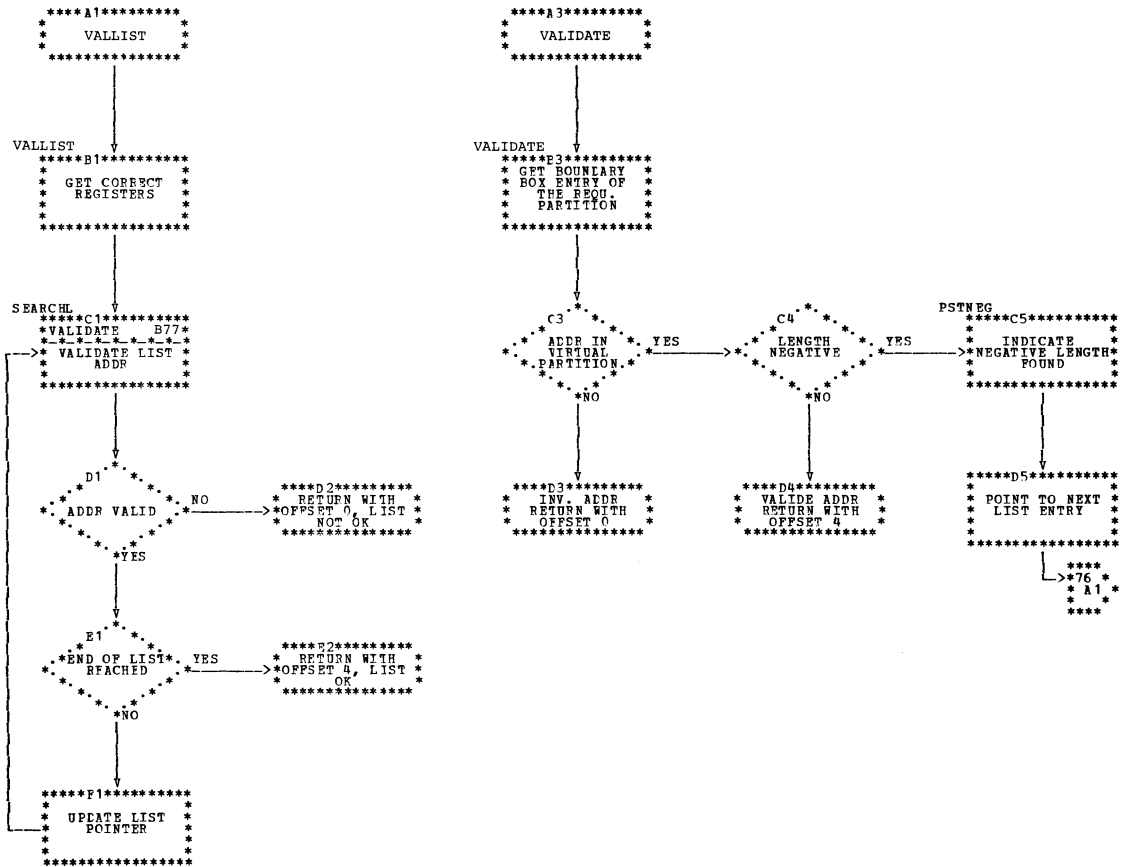 A1
VALLIST
VALLIST
B1
GET CORRECT
REGISTERS
SEARCHL
C1
VALIDATE B77
VALIDATE LIST
ADDR
D1
ADDR VALID
NO
YES
D2
RETURN WITH
OFFSET 0, LIST
NOT OK
E1
END OF LIST
REACHED
YES
NO
E2
RETURN WITH
OFFSET 4, LIST
OK
F1
UPDATE LIST
POINTER
A3
VALIDATE
VALIDATE
B3
GET BOUNDARY
BOX ENTRY OF
THE REQU.
PARTITION
C3
ADDR IN
VIRTUAL
PARTITION
YES
NO
C4
LENGTH
NEGATIVE
YES
NO
PSTNEG
C5
INDICATE
NEGATIVE LENGTH
FOUND
D3
INV. ADDR
RETURN WITH
OFFSET 0
D4
VALIDE ADDR
RETURN WITH
OFFSET 4
D5
POINT TO NEXT
LIST ENTRY
76
A1